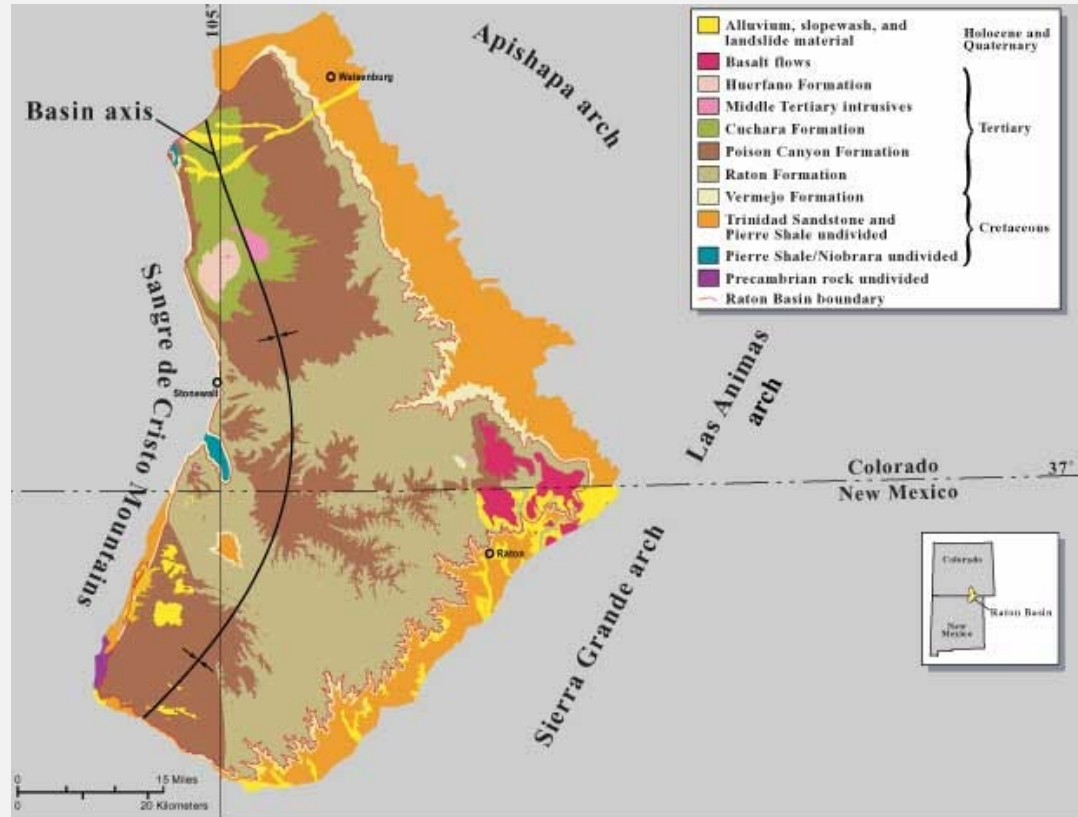 105°
Apishapa arch
Walsenburg
Basin axis
Sangre de Cristo Mountains
Stonewall
Las Animas
arch
Colorado
37°
New Mexico
Raton
Sierra Grande arch
0 15 Miles
0 20 Kilometers
Alluvium, slopewash, and
landslide material
Holocene and
Quaternary
Basalt flows
Huerfano Formation
Middle Tertiary intrusives
Cuchara Formation
Tertiary
Poison Canyon Formation
Raton Formation
Vermejo Formation
Trinidad Sandstone and
Pierre Shale undivided
Cretaceous
Pierre Shale/Niobrara undivided
Precambrian rock undivided
Raton Basin boundary
Colorado
Raton Basin
New
Mexico